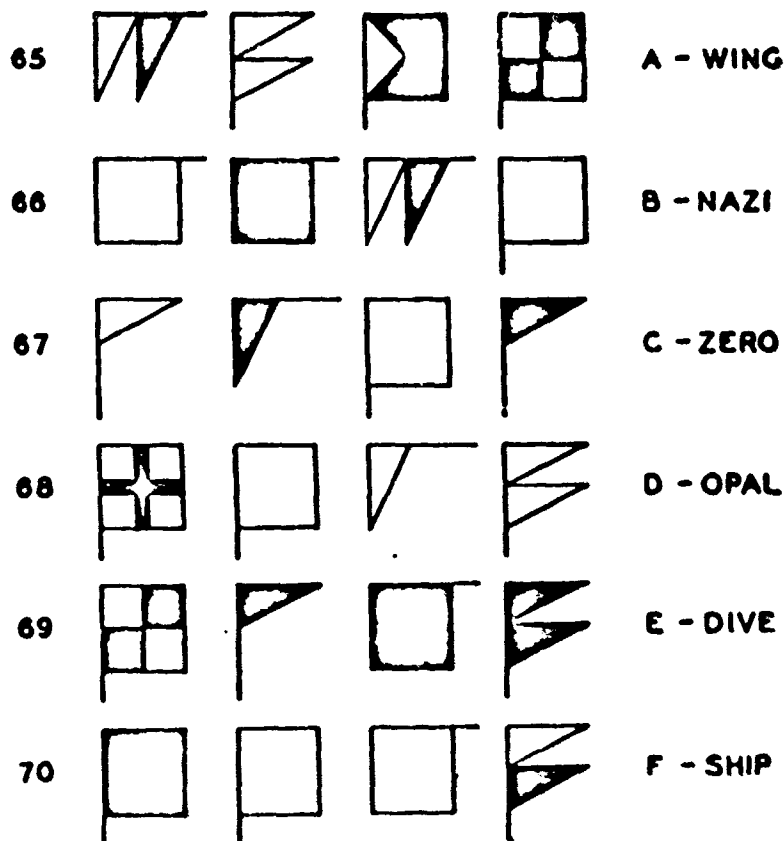 65 A - WING
66 B - NAZI
67 C - ZERO
68 D - OPAL
69 E - DIVE
70 F - SHIP